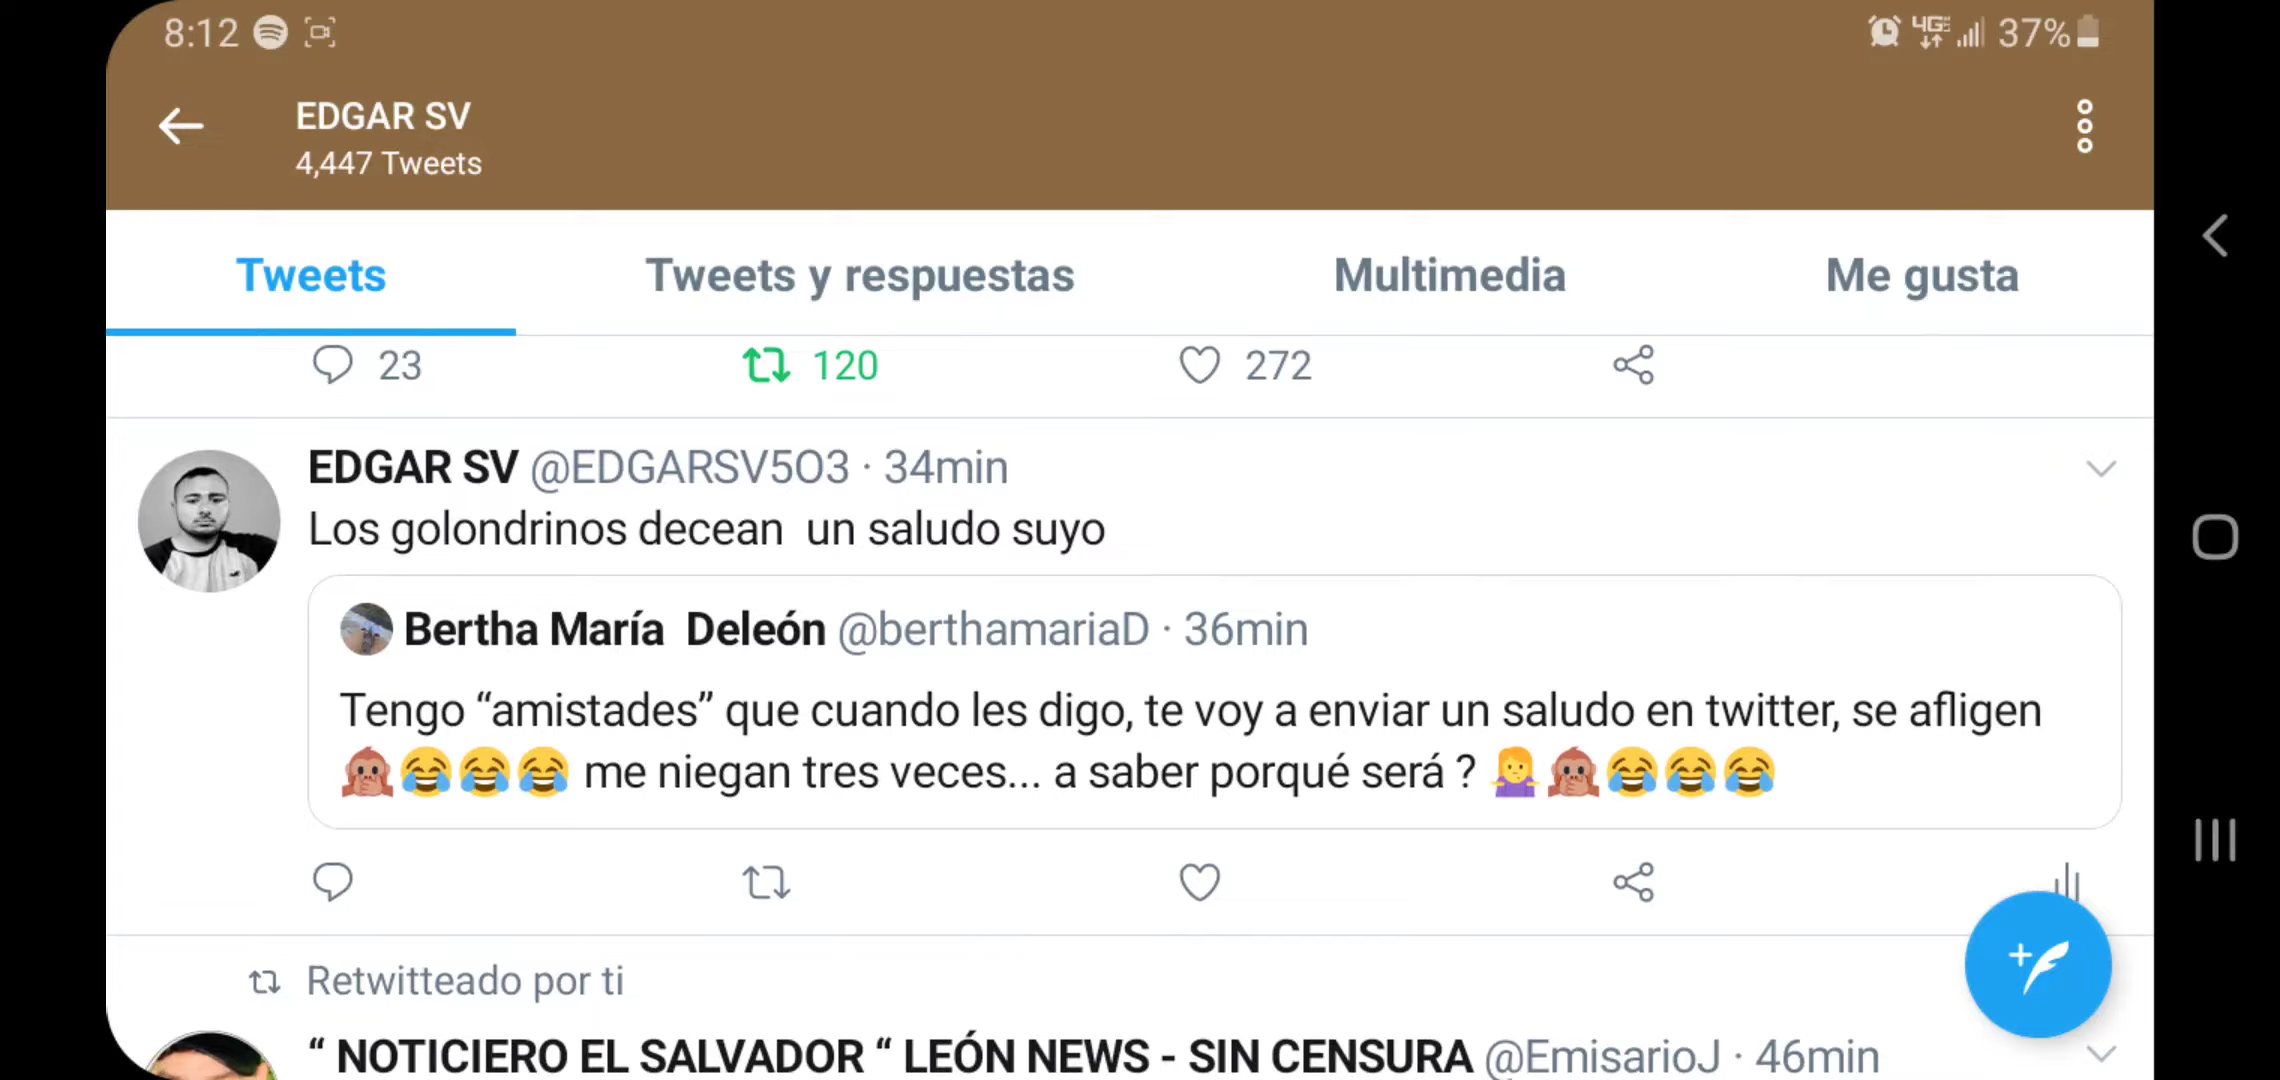 8:12 4G 37%
EDGAR SV
4,447 Tweets
Tweets Tweets y respuestas Multimedia Me gusta
23 120 272
EDGAR SV @EDGARSV5O3 · 34min
Los golondrinos decean un saludo suyo
Bertha María Deleón @berthamariaD · 36min
Tengo “amistades” que cuando les digo, te voy a enviar un saludo en twitter, se afligen
🙊😂😂😂 me niegan tres veces... a saber porqué será ? 🤷‍♀️🙊😂😂😂
Retwitteado por ti
“ NOTICIERO EL SALVADOR “ LEÓN NEWS - SIN CENSURA @EmisarioJ · 46min